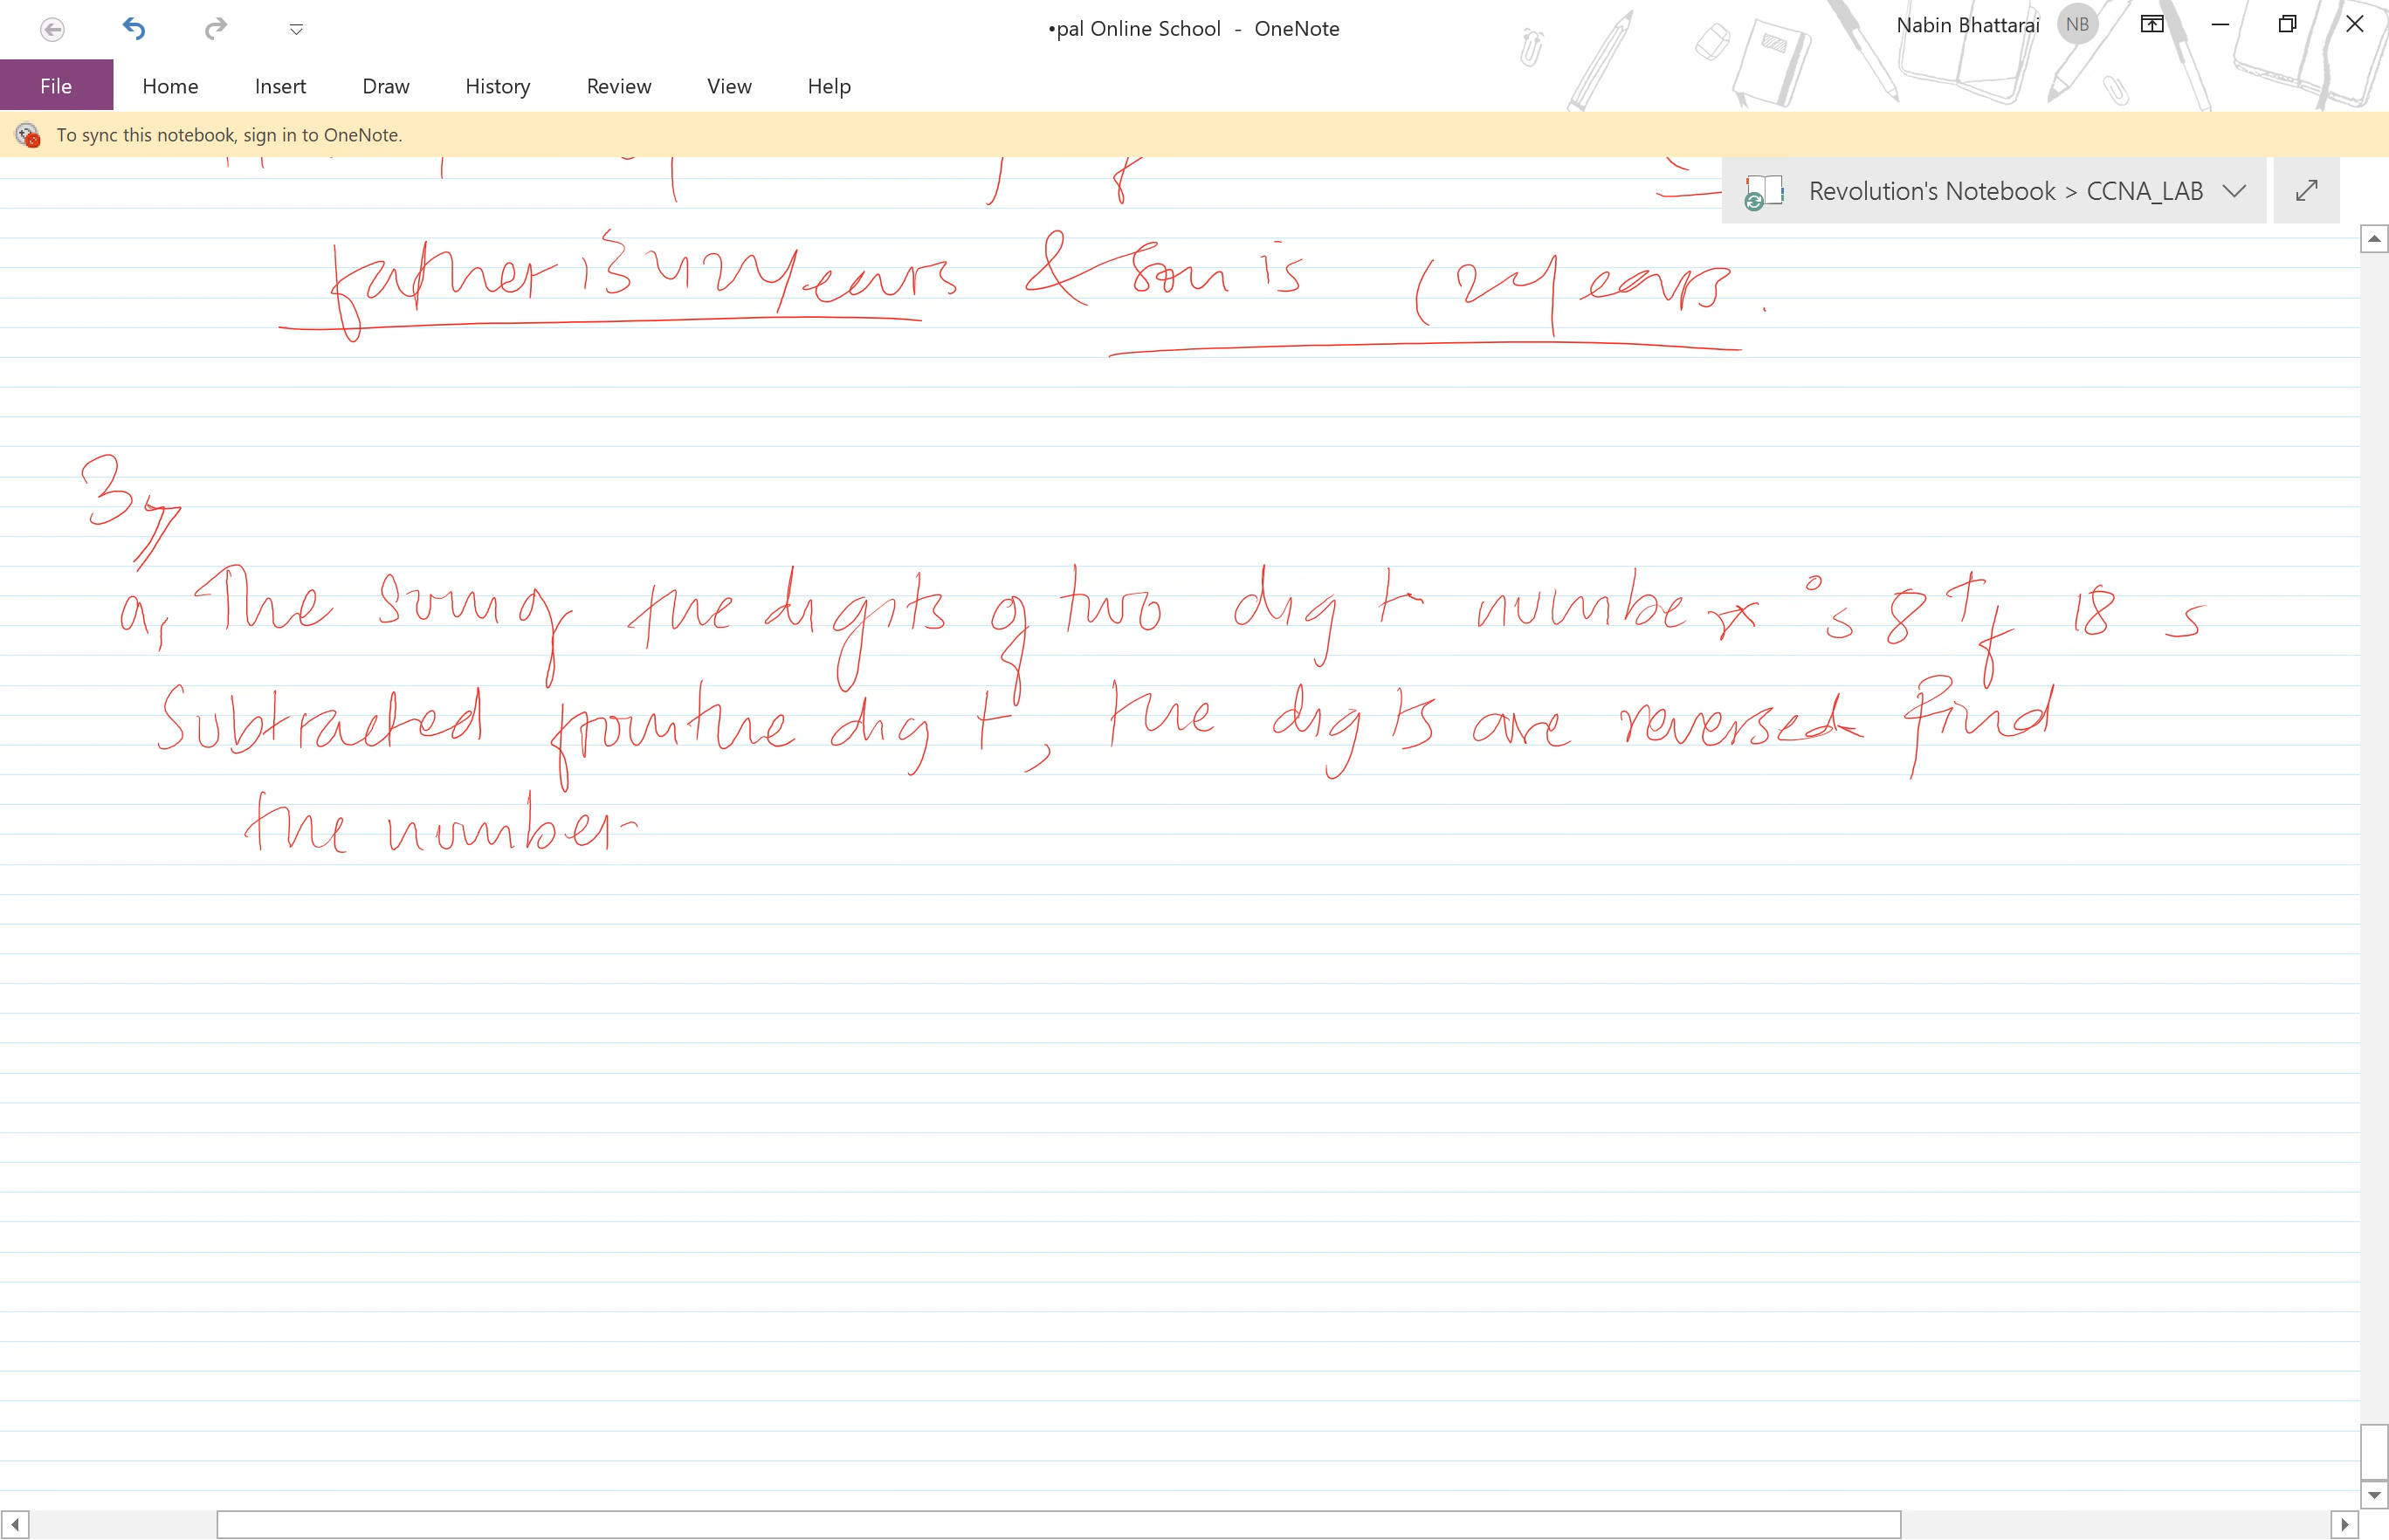 •pal Online School - OneNote
Nabin Bhattarai NB
File Home Insert Draw History Review View Help
To sync this notebook, sign in to OneNote.
Revolution's Notebook > CCNA_LAB
father is 42 years & son is 12 years.
3,
a, The sum of the digits of two digit number is 8 If 18 s
Subtracted from the digit, the digits are reversed Find
the number